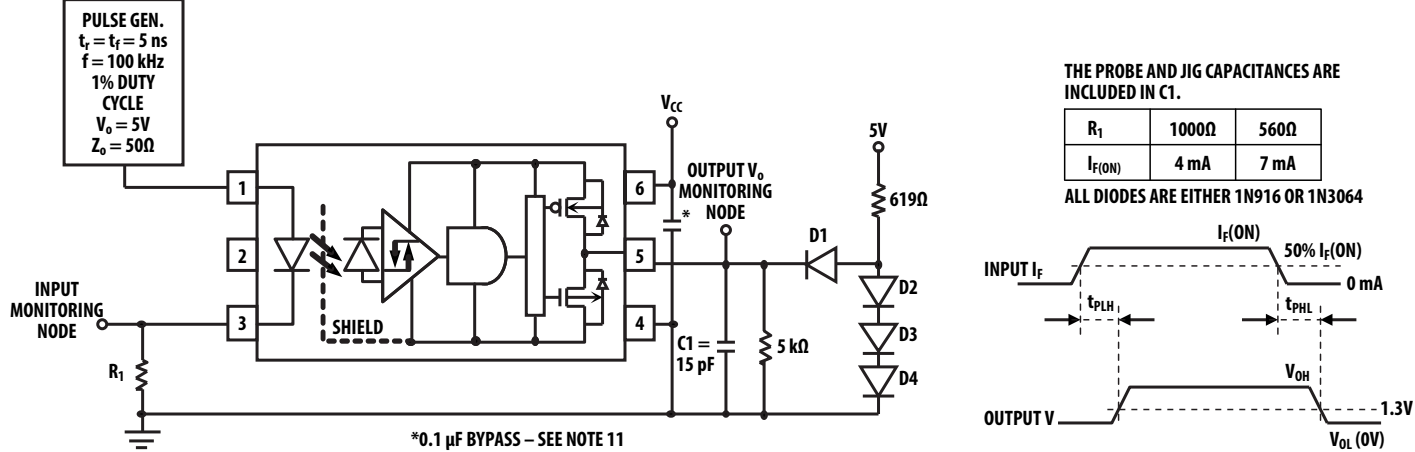 PULSE GEN.
tr = tf = 5 ns
f = 100 kHz
1% DUTY
CYCLE
Vo = 5V
Zo = 50Ω
1
2
3
INPUT
MONITORING
NODE
R1
SHIELD
6
5
4
VCC
*
OUTPUT Vo
MONITORING
NODE
C1 =
15 pF
5 kΩ
D1
5V
619Ω
D2
D3
D4
*0.1 µF BYPASS – SEE NOTE 11
THE PROBE AND JIG CAPACITANCES ARE
INCLUDED IN C1.
R1 1000Ω 560Ω
IF(ON) 4 mA 7 mA
ALL DIODES ARE EITHER 1N916 OR 1N3064
IF(ON)
50% IF(ON)
INPUT IF
0 mA
tPLH
tPHL
VOH
1.3V
OUTPUT V
VOL (0V)